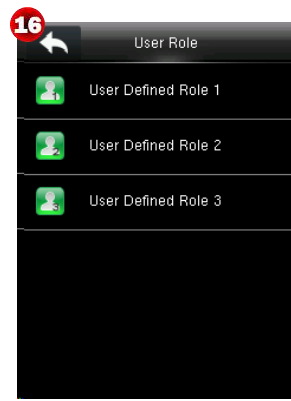 16
User Role
User Defined Role 1
User Defined Role 2
User Defined Role 3